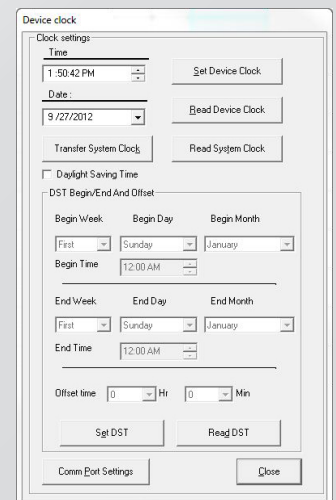 Device clock
Clock settings
Time
1 :50:42 PM
Set Device Clock
Date :
9 /27/2012
Read Device Clock
Transfer System Clock
Read System Clock
Daylight Saving Time
DST Begin/End And Offset
Begin Week Begin Day Begin Month
First Sunday January
Begin Time 12:00 AM
End Week End Day End Month
First Sunday January
End Time 12:00 AM
Offset time 0 Hr 0 Min
Set DST Read DST
Comm Port Settings Close